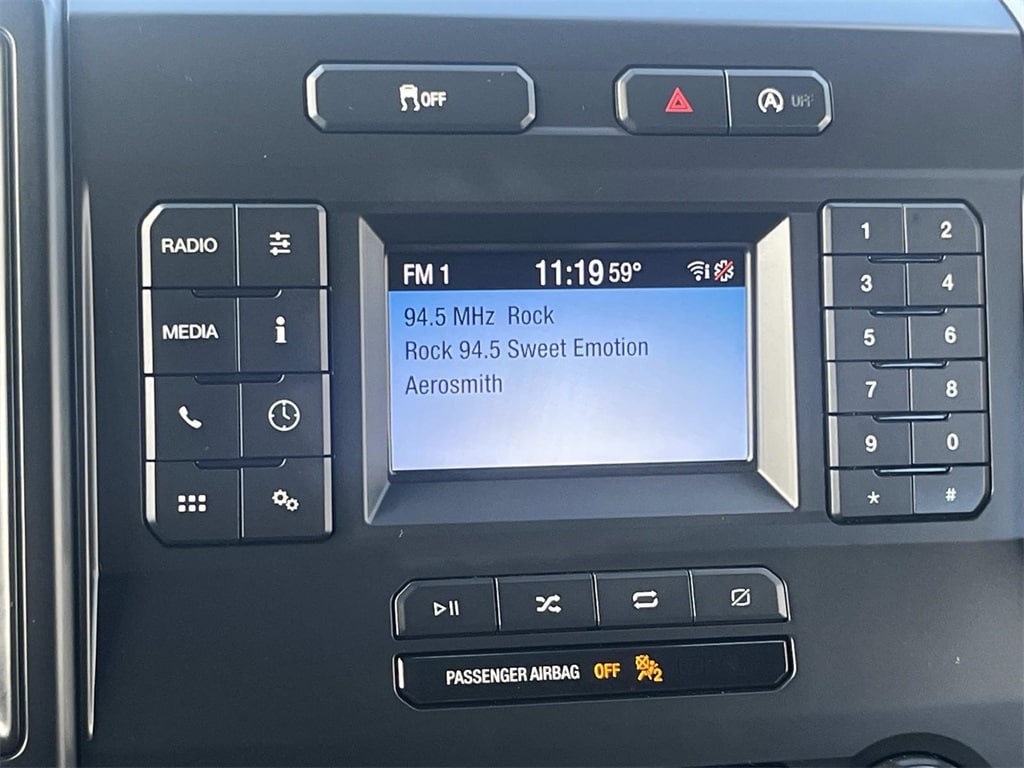 OFF
A OFF
RADIO
MEDIA
i
FM 1 11:19 59° i
94.5 MHz Rock
Rock 94.5 Sweet Emotion
Aerosmith
1 2
3 4
5 6
7 8
9 0
* #
PASSENGER AIRBAG OFF 2